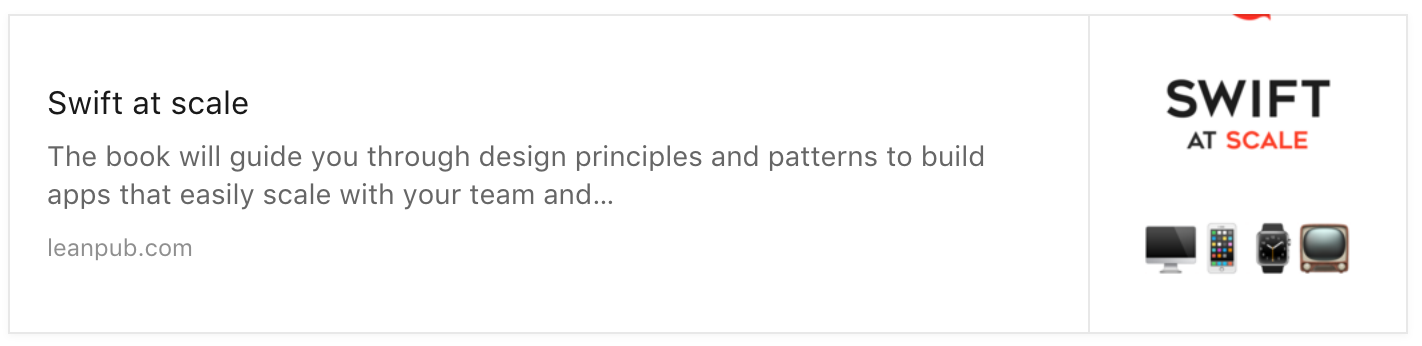 Swift at scale
The book will guide you through design principles and patterns to build
apps that easily scale with your team and...
leanpub.com
SWIFT
AT SCALE